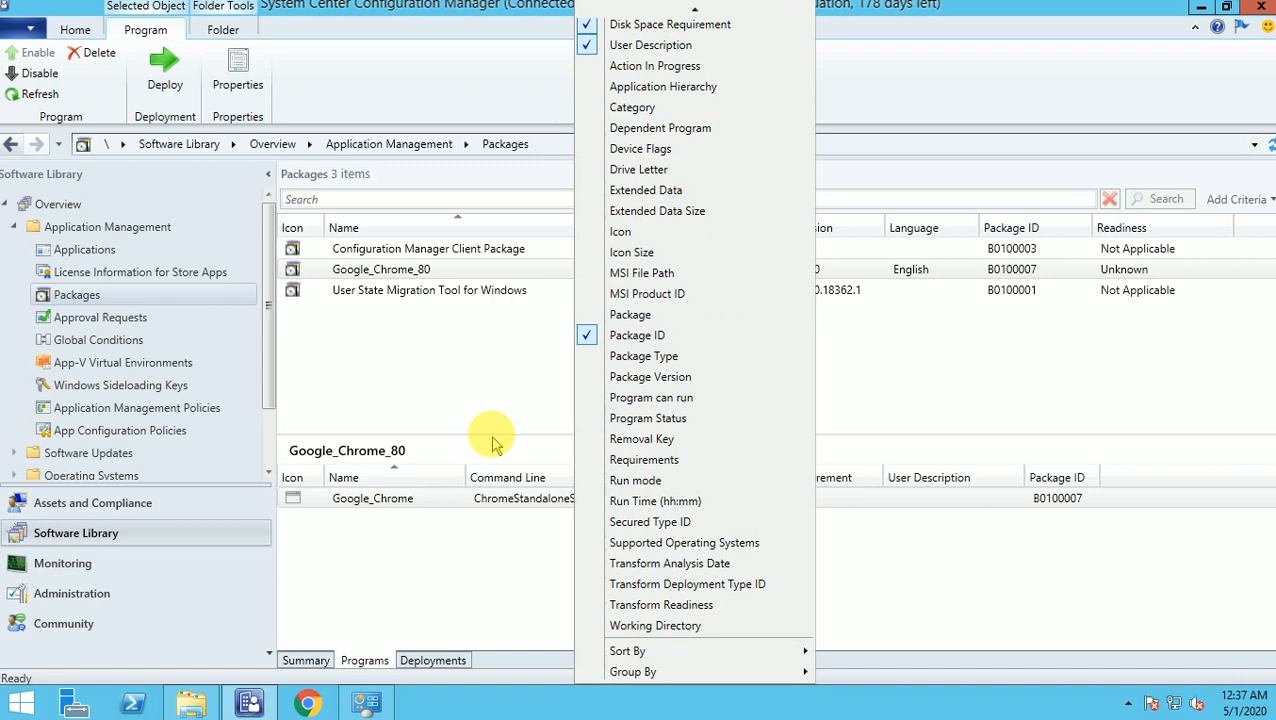 Selected Object Folder Tools System Center Configuration Manager (Connected uation, 178 days left)
Home Program Folder
Enable Delete
Disable
Refresh
Deploy Properties
Program Deployment Properties
\ Software Library Overview Application Management Packages
Software Library
Overview
Application Management
Applications
License Information for Store Apps
Packages
Approval Requests
Global Conditions
App-V Virtual Environments
Windows Sideloading Keys
Application Management Policies
App Configuration Policies
Software Updates
Operating Systems
Assets and Compliance
Software Library
Monitoring
Administration
Community
Packages 3 items
Search Search Add Criteria
Icon Name sion Language Package ID Readiness
Configuration Manager Client Package B0100003 Not Applicable
Google_Chrome_80 0 English B0100007 Unknown
User State Migration Tool for Windows 0.18362.1 B0100001 Not Applicable
Google_Chrome_80
Icon Name Command Line rement User Description Package ID
Google_Chrome ChromeStandaloneS B0100007
Summary Programs Deployments
Disk Space Requirement
User Description
Action In Progress
Application Hierarchy
Category
Dependent Program
Device Flags
Drive Letter
Extended Data
Extended Data Size
Icon
Icon Size
MSI File Path
MSI Product ID
Package
Package ID
Package Type
Package Version
Program can run
Program Status
Removal Key
Requirements
Run mode
Run Time (hh:mm)
Secured Type ID
Supported Operating Systems
Transform Analysis Date
Transform Deployment Type ID
Transform Readiness
Working Directory
Sort By
Group By
Ready
12:37 AM
5/1/2020